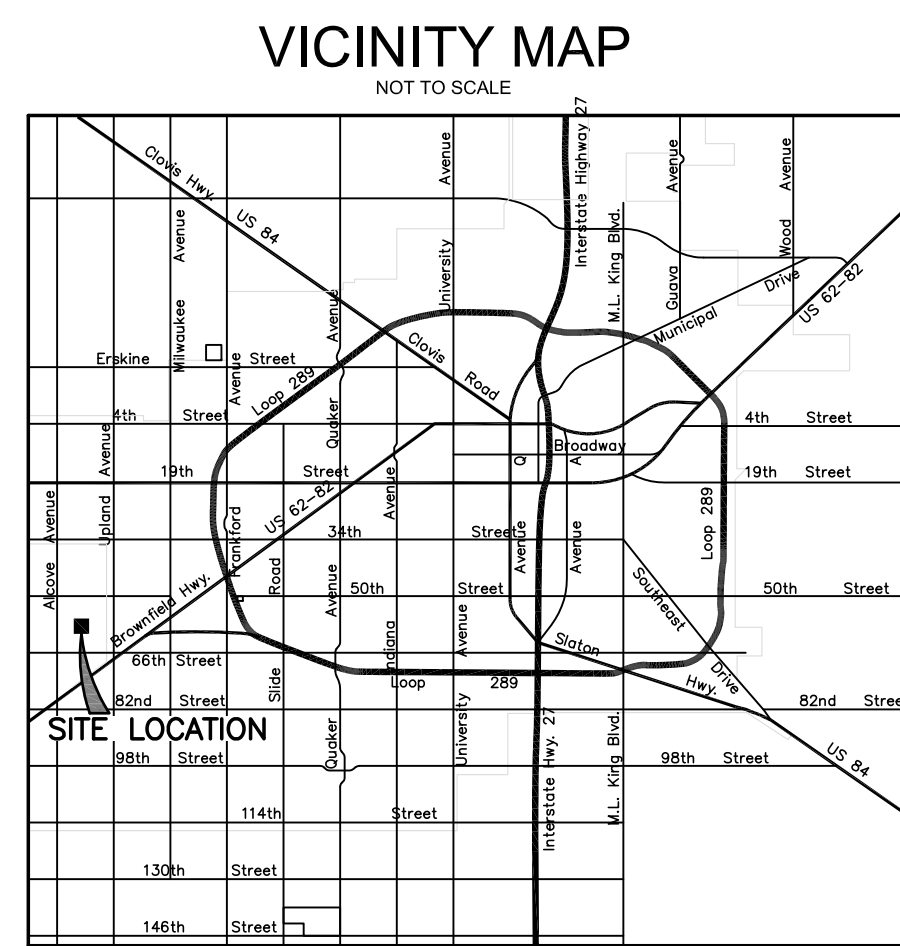 VICINITY MAP
NOT TO SCALE
Clovis Hwy.
US 84
Milwaukee Avenue
University Avenue
Interstate Highway 27
M.L. King Blvd.
Guava Avenue
Wood Avenue
Municipal Drive
US 62-82
Erskine Street
Avenue
Loop 289
Quaker Avenue
Clovis Road
4th Street
4th Street
Broadway
Upland Avenue
19th Street
Q
A
19th Street
US 62-82
Avenue
Alcove Avenue
Frankford
34th Street
Avenue
Avenue
Loop 289
Road
50th Street
50th Street
Southeast Drive
Brownfield Hwy.
Avenue
Indiana
Avenue
Slaton Hwy.
66th Street
Slide
Loop 289
82nd Street
82nd Stree
SITE LOCATION
Quaker
University
Interstate Hwy. 27
M.L. King Blvd.
98th Street
98th Street
US 84
114th Street
130th Street
146th Street